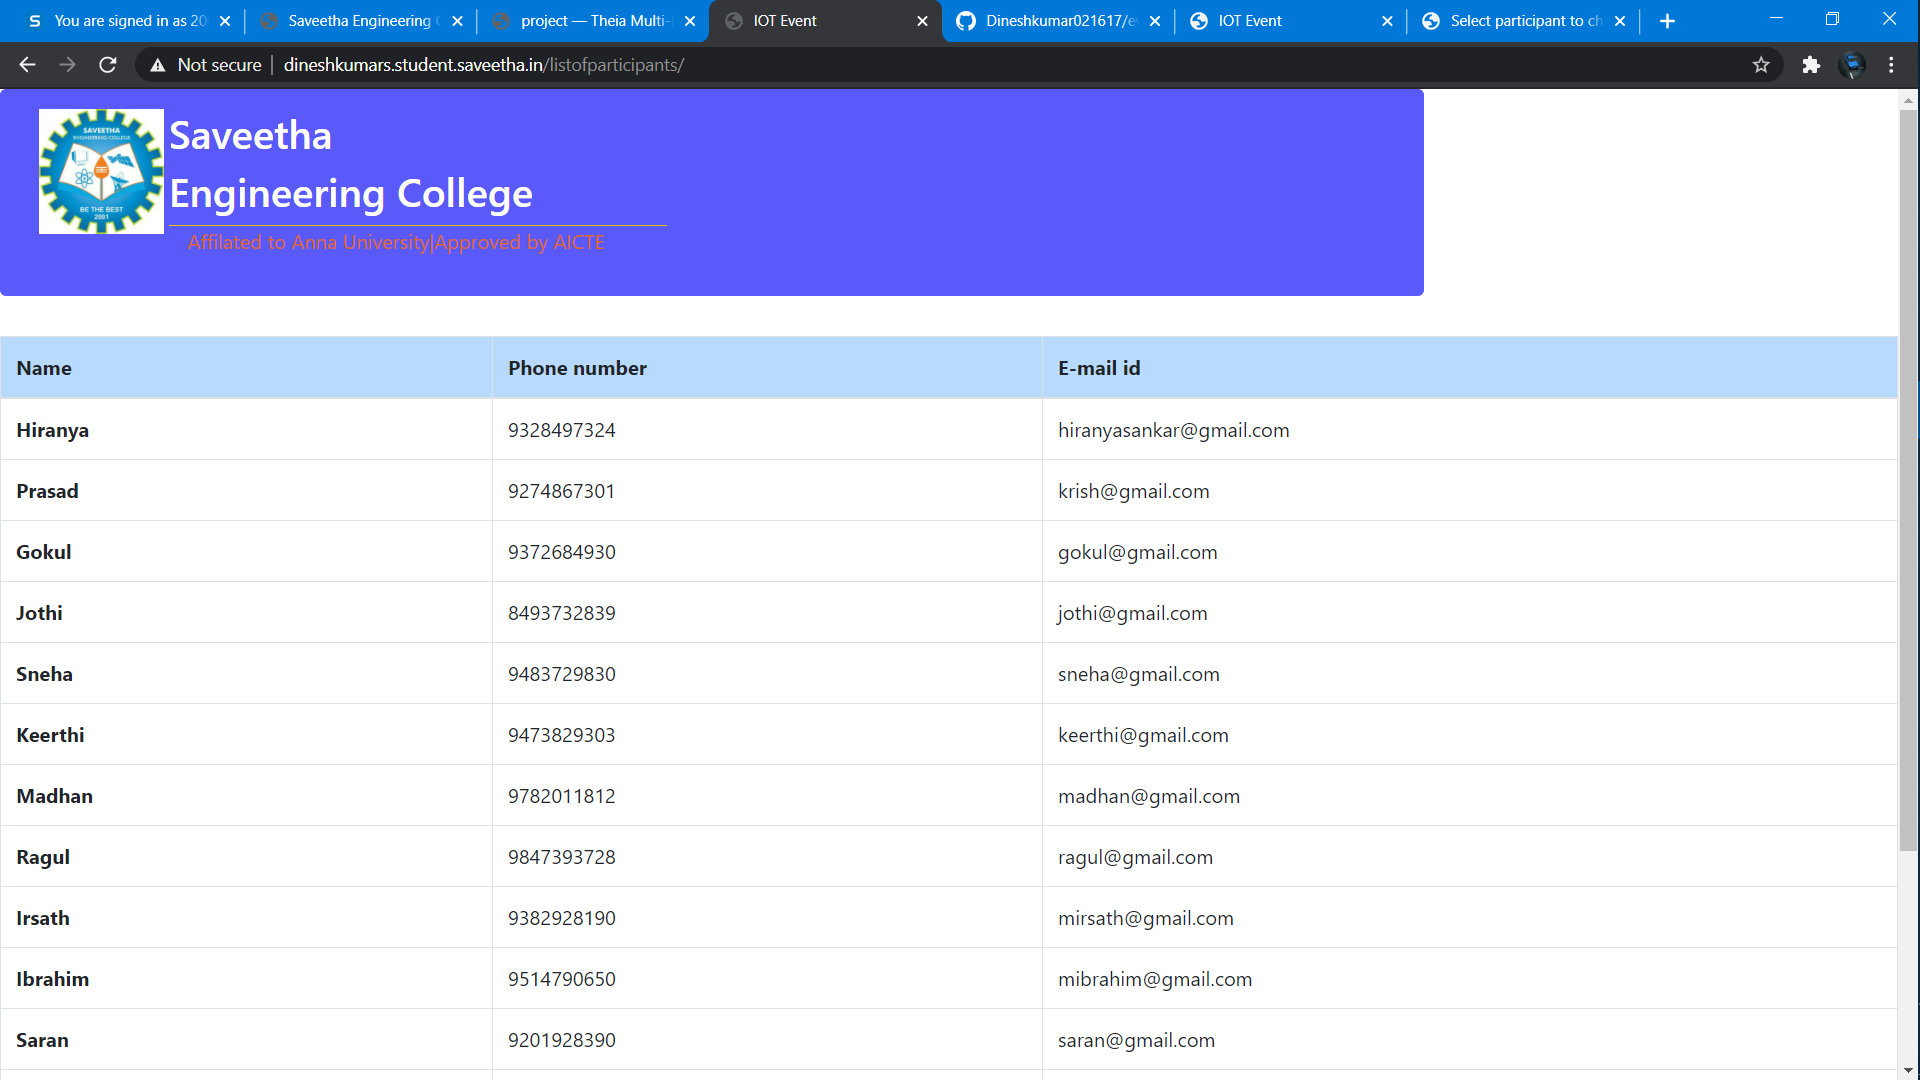 You are signed in as 20
Saveetha Engineering C
project — Theia Multi-
IOT Event
Dineshkumar021617/e
IOT Event
Select participant to ch
Not secure | dineshkumars.student.saveetha.in/listofparticipants/
SAVEETHA
ENGINEERING COLLEGE
BE THE BEST
2001
Saveetha
Engineering College
Affilated to Anna University|Approved by AICTE
Name Phone number E-mail id
Hiranya 9328497324 hiranyasankar@gmail.com
Prasad 9274867301 krish@gmail.com
Gokul 9372684930 gokul@gmail.com
Jothi 8493732839 jothi@gmail.com
Sneha 9483729830 sneha@gmail.com
Keerthi 9473829303 keerthi@gmail.com
Madhan 9782011812 madhan@gmail.com
Ragul 9847393728 ragul@gmail.com
Irsath 9382928190 mirsath@gmail.com
Ibrahim 9514790650 mibrahim@gmail.com
Saran 9201928390 saran@gmail.com